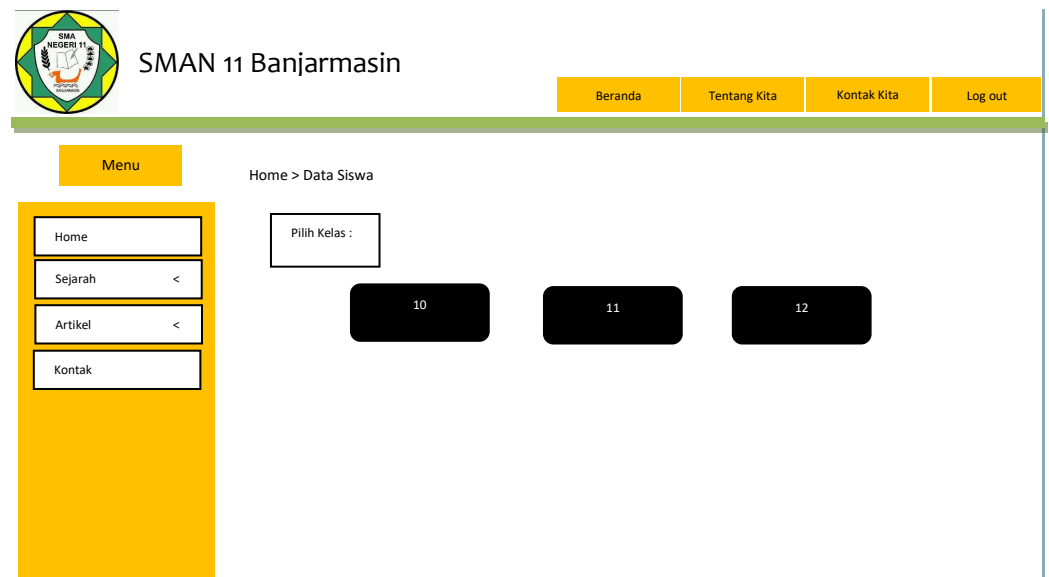 SMA
NEGERI 11
BANJARMASIN
SMAN 11 Banjarmasin
Beranda
Tentang Kita
Kontak Kita
Log out
Menu
Home > Data Siswa
Home
Sejarah <
Artikel <
Kontak
Pilih Kelas :
10
11
12